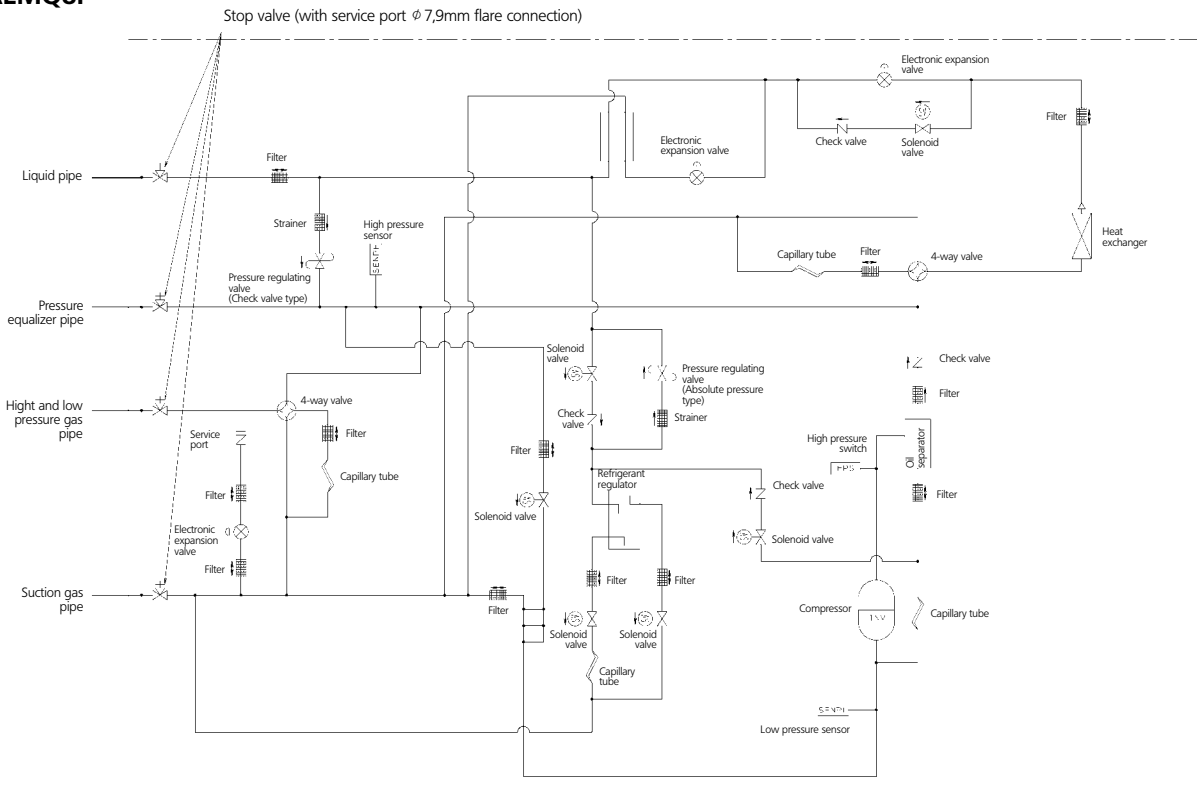 Stop valve (with service port ϕ 7,9mm flare connection)
Electronic expansion
valve
Filter
Check valve
Solenoid
valve
Electronic
expansion valve
Filter
Liquid pipe
Strainer
High pressure
sensor
SENPH
Heat
exchanger
Capillary tube
Filter
4-way valve
Pressure regulating
valve
(Check valve type)
Pressure
equalizer pipe
Solenoid
valve
Pressure regulating
valve
(Absolute pressure
type)
Check valve
Filter
Hight and low
pressure gas
pipe
4-way valve
Check
valve
Strainer
Service
port
Filter
Filter
High pressure
switch
Oil
separator
Capillary tube
Refrigerant
regulator
Check valve
Filter
Filter
Solenoid valve
Electronic
expansion
valve
Solenoid valve
Filter
Filter
Filter
Suction gas
pipe
Filter
Compressor
INV
Capillary tube
Solenoid
valve
Solenoid
valve
Capillary
tube
Low pressure sensor